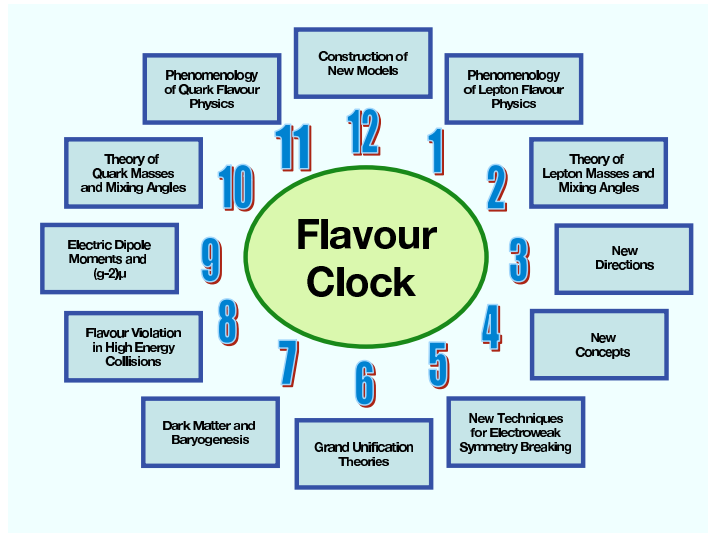 Construction of
New Models
12
Phenomenology
of Lepton Flavour
Physics
1
Theory of
Lepton Masses and
Mixing Angles
2
New
Directions
3
New
Concepts
4
New Techniques
for Electroweak
Symmetry Breaking
5
Grand Unification
Theories
6
Dark Matter and
Baryogenesis
7
Flavour Violation
in High Energy
Collisions
8
Electric Dipole
Moments and
(g-2)μ
9
Theory of
Quark Masses
and Mixing Angles
10
Phenomenology
of Quark Flavour
Physics
11
Flavour
Clock